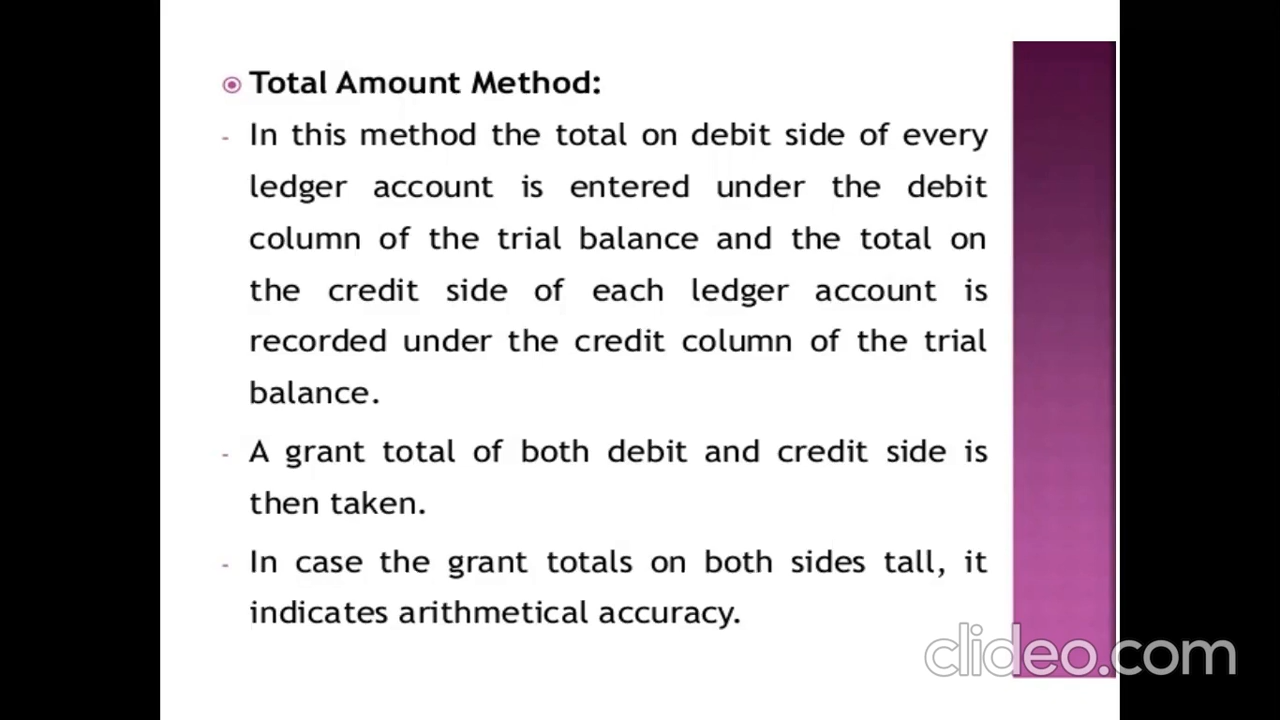 Total Amount Method:
- In this method the total on debit side of every
ledger account is entered under the debit
column of the trial balance and the total on
the credit side of each ledger account is
recorded under the credit column of the trial
balance.
- A grant total of both debit and credit side is
then taken.
- In case the grant totals on both sides tall, it
indicates arithmetical accuracy.
clideo.com